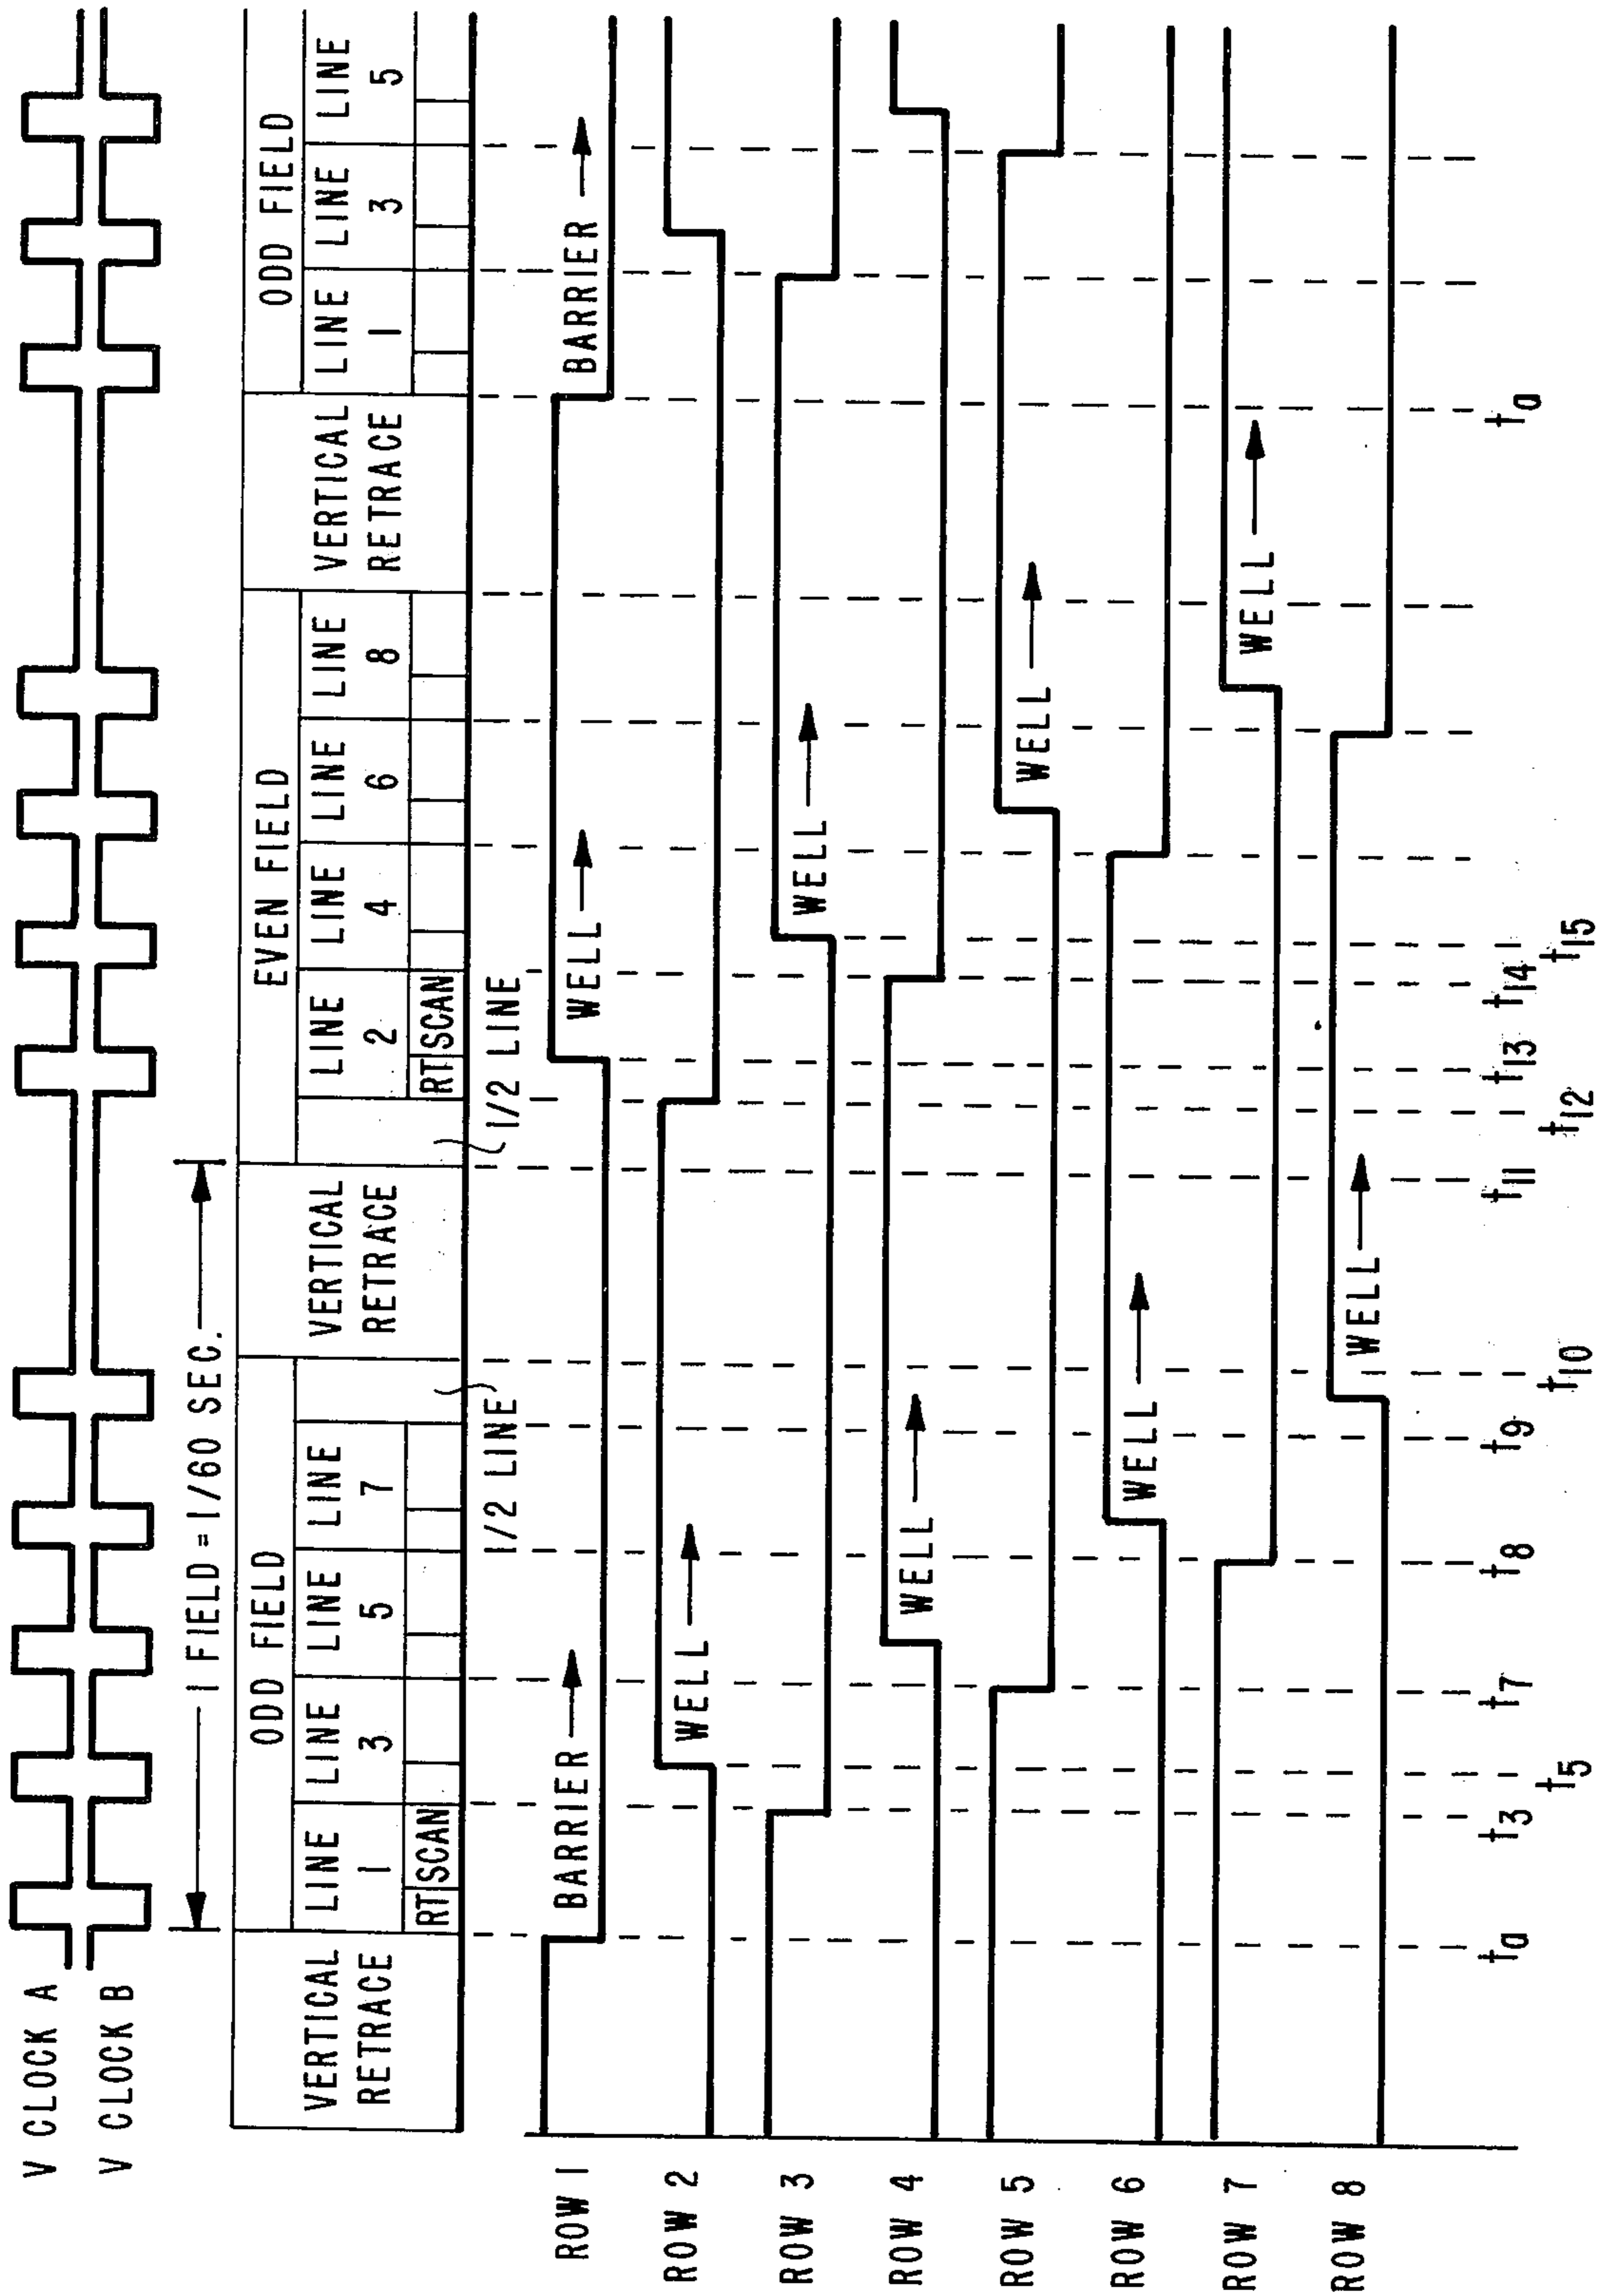 V CLOCK A
V CLOCK B
1 FIELD = 1/60 SEC.
VERTICAL
RETRACE
ODD FIELD
LINE
1
LINE
3
LINE
5
LINE
7
RT SCAN
1/2 LINE
VERTICAL
RETRACE
EVEN FIELD
LINE
2
LINE
4
LINE
6
LINE
8
RT SCAN
1/2 LINE
VERTICAL
RETRACE
ODD FIELD
LINE
1
LINE
3
LINE
5
ROW 1
BARRIER
WELL
BARRIER
ROW 2
WELL
ROW 3
WELL
ROW 4
WELL
ROW 5
WELL
ROW 6
WELL
ROW 7
WELL
ROW 8
WELL
ta
t3
t5
t7
t8
t9
t10
t11
t12
t13
t14
t15
ta